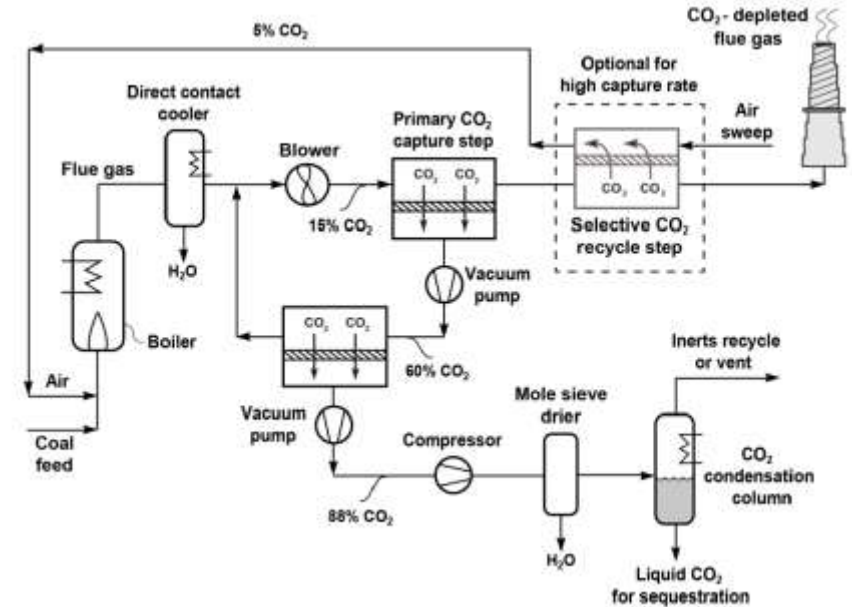 5% CO₂
CO₂- depleted
flue gas
Optional for
high capture rate
Direct contact
cooler
Primary CO₂
capture step
Air
sweep
Blower
Flue gas
CO₂ CO₂
CO₂ CO₂
15% CO₂
Selective CO₂
recycle step
H₂O
Vacuum
pump
CO₂ CO₂
Boiler
60% CO₂
Inerts recycle
or vent
Air
Mole sieve
drier
Vacuum
pump
Compressor
Coal
feed
CO₂
condensation
column
88% CO₂
H₂O
Liquid CO₂
for sequestration